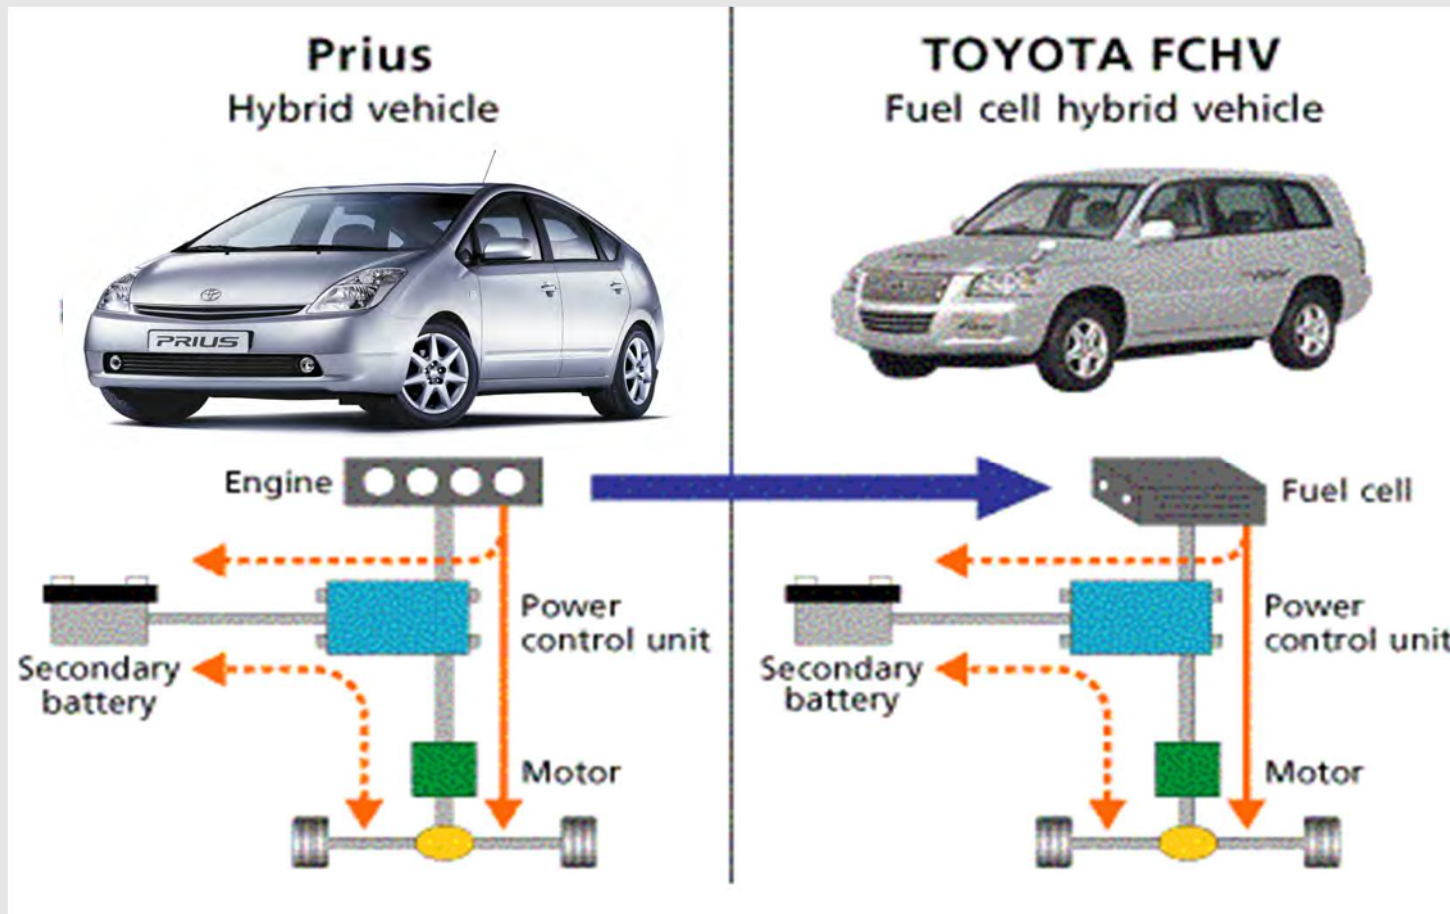 Prius
Hybrid vehicle
PRIUS
Engine
Power
control unit
Secondary
battery
Motor
TOYOTA FCHV
Fuel cell hybrid vehicle
Fuel cell
Power
control unit
Secondary
battery
Motor